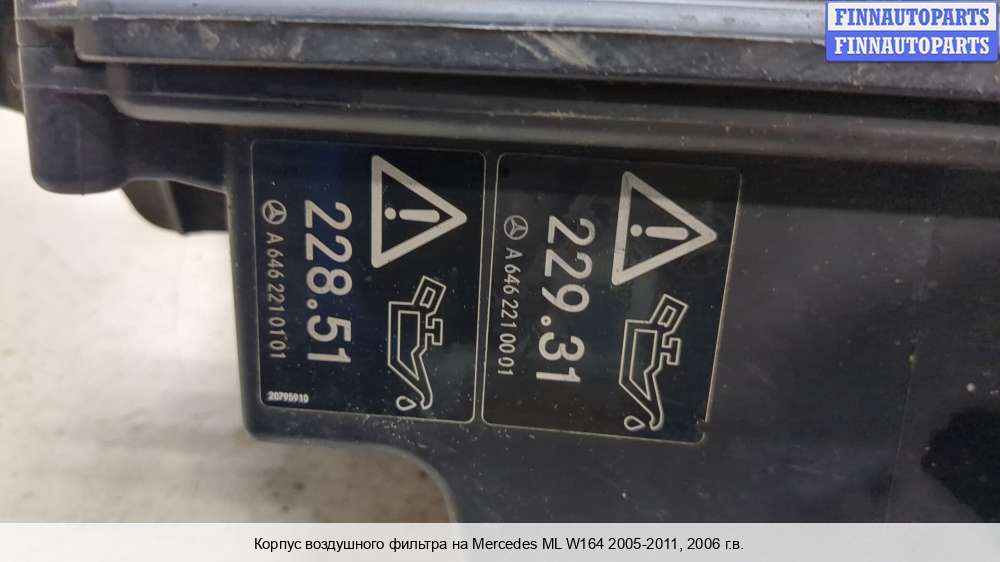 FINNAUTOPARTS
FINNAUTOPARTS
228.51
A 646 221 01 01
20795910
229.31
A 646 221 00 01
Корпус воздушного фильтра на Mercedes ML W164 2005-2011, 2006 г.в.